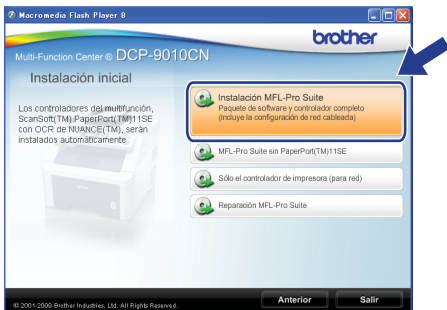 Macromedia Flash Player 8
brother
Multi-Function Center ® DCP-9010CN
Instalación inicial
Los controladores del multifunción,
ScanSoft(TM) PaperPort(TM)11SE
con OCR de NUANCE(TM), serán
instalados automáticamente.
Instalación MFL-Pro Suite
Paquete de software y controlador completo
(Incluye la configuración de red cableada)
MFL-Pro Suite sin PaperPort(TM)11SE
Sólo el controlador de impresora (para red)
Reparación MFL-Pro Suite
© 2001-2009 Brother Industries, Ltd. All Rights Reserved.
Anterior
Salir